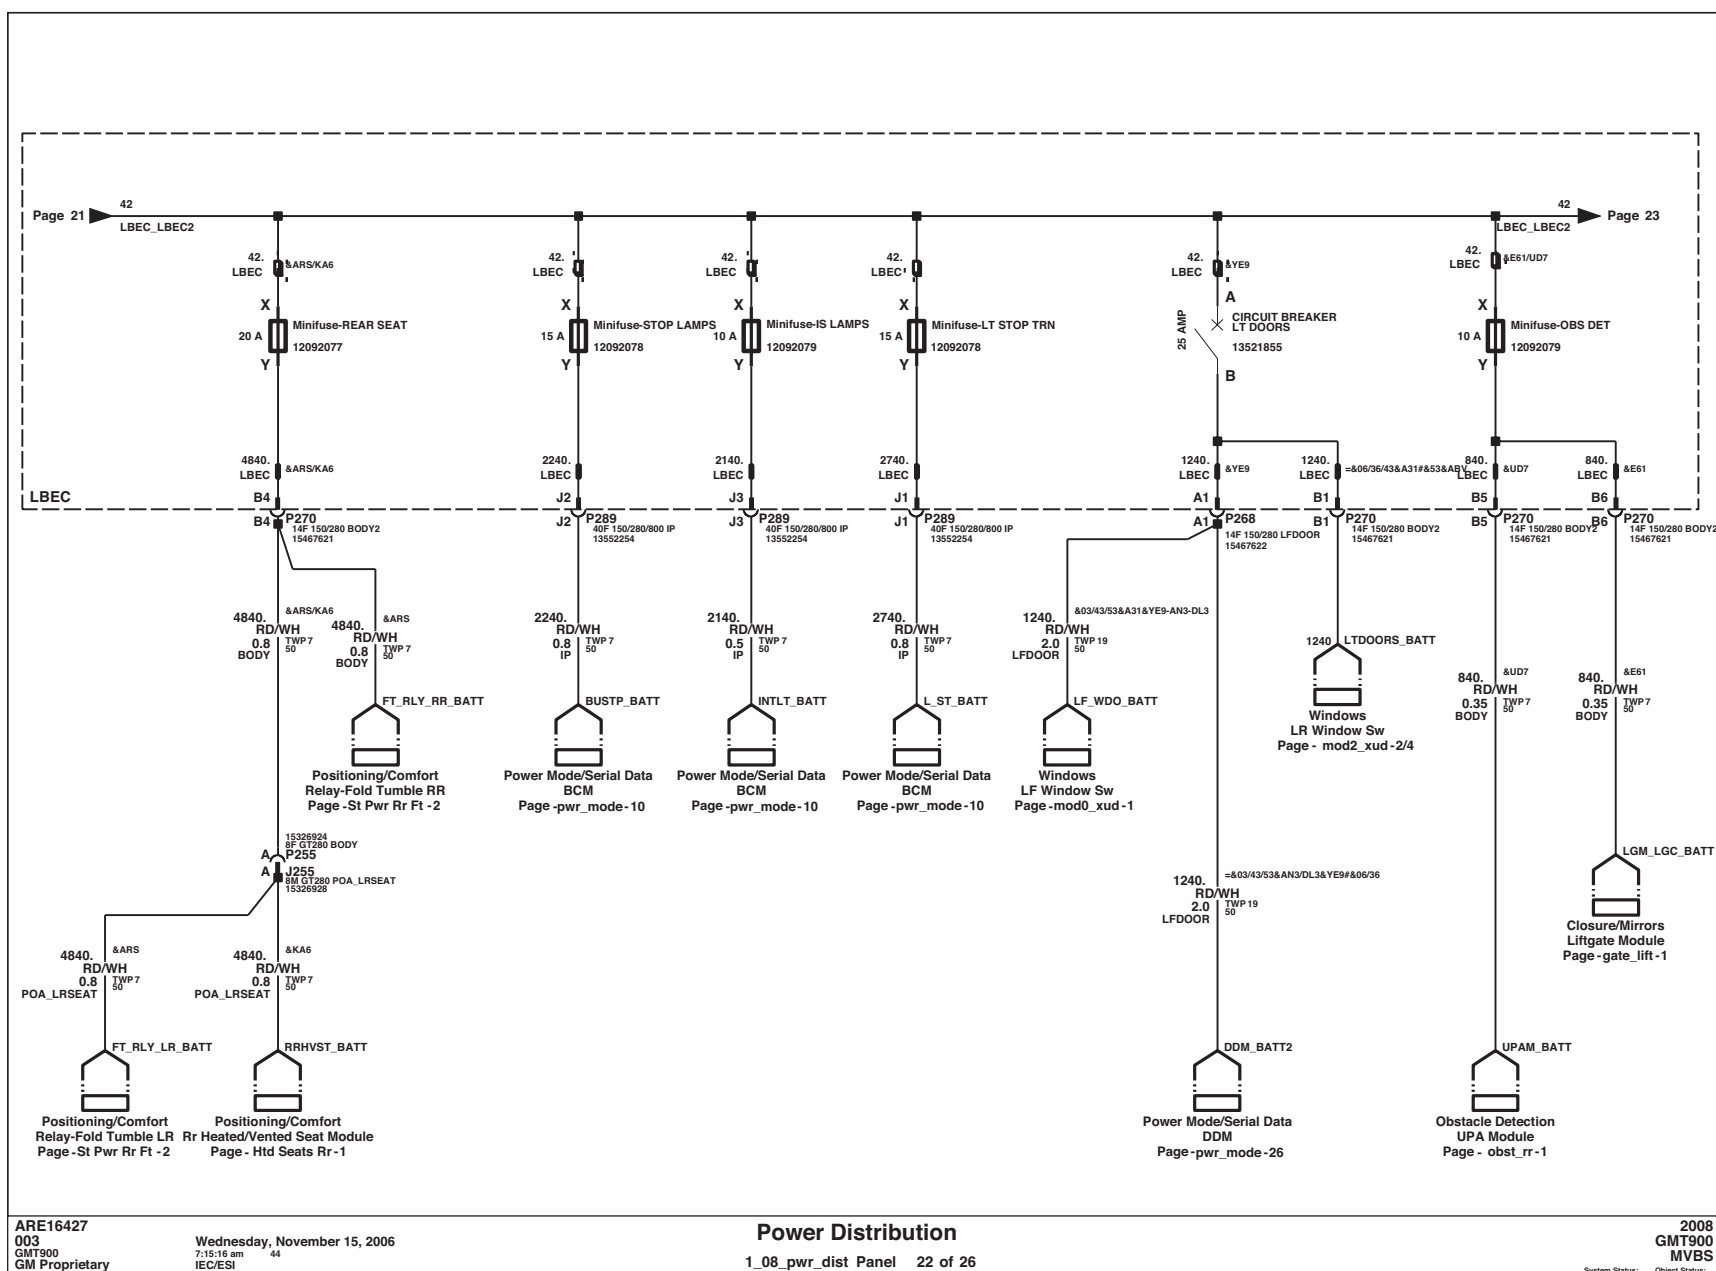 Page 21
42
LBEC_LBEC2
42
LBEC_LBEC2
Page 23
42.
LBEC
&ARS/KA6
X
20 A
Minifuse-REAR SEAT
12092077
Y
42.
LBEC
X
15 A
Minifuse-STOP LAMPS
12092078
Y
42.
LBEC
X
10 A
Minifuse-IS LAMPS
12092079
Y
42.
LBEC
X
15 A
Minifuse-LT STOP TRN
12092078
Y
42.
LBEC
&YE9
A
25 AMP
CIRCUIT BREAKER
LT DOORS
13521855
B
42.
LBEC
&E61/UD7
X
10 A
Minifuse-OBS DET
12092079
Y
LBEC
4840.
LBEC
&ARS/KA6
B4
B4
P270
14F 150/280 BODY2
15467621
2240.
LBEC
J2
J2
P289
40F 150/280/800 IP
13552254
2140.
LBEC
J3
J3
P289
40F 150/280/800 IP
13552254
2740.
LBEC
J1
J1
P289
40F 150/280/800 IP
13552254
1240.
LBEC
&YE9
A1
A1
P268
14F 150/280 LFDOOR
15467622
1240.
LBEC
=&06/36/43&A31#&53&ABV
B1
B1
P270
14F 150/280 BODY2
15467621
840.
LBEC
&UD7
B5
B5
P270
14F 150/280 BODY2
15467621
840.
LBEC
&E61
B6
B6
P270
14F 150/280 BODY2
15467621
4840.
RD/WH
0.8
BODY
&ARS/KA6
TWP 7
50
4840.
RD/WH
0.8
BODY
&ARS
TWP 7
50
2240.
RD/WH
0.8
IP
TWP 7
50
2140.
RD/WH
0.5
IP
TWP 7
50
2740.
RD/WH
0.8
IP
TWP 7
50
1240.
RD/WH
2.0
LFDOOR
&03/43/53&A31&YE9-AN3-DL3
TWP 19
50
1240
LTDOORS_BATT
Windows
LR Window Sw
Page - mod2_xud -2/4
840.
RD/WH
0.35
BODY
&UD7
TWP 7
50
840.
RD/WH
0.35
BODY
&E61
TWP 7
50
FT_RLY_RR_BATT
Positioning/Comfort
Relay-Fold Tumble RR
Page -St Pwr Rr Ft -2
BUSTP_BATT
Power Mode/Serial Data
BCM
Page -pwr_mode -10
INTLT_BATT
Power Mode/Serial Data
BCM
Page -pwr_mode -10
L_ST_BATT
Power Mode/Serial Data
BCM
Page -pwr_mode -10
LF_WDO_BATT
Windows
LF Window Sw
Page -mod0_xud -1
15326924
8F GT280 BODY
A P255
A J255
8M GT280 POA_LRSEAT
15326928
LGM_LGC_BATT
Closure/Mirrors
Liftgate Module
Page -gate_lift -1
1240.
RD/WH
2.0
LFDOOR
=&03/43/53&AN3/DL3&YE9#&06/36
TWP 19
50
4840.
RD/WH
0.8
POA_LRSEAT
&ARS
TWP 7
50
4840.
RD/WH
0.8
POA_LRSEAT
&KA6
TWP 7
50
FT_RLY_LR_BATT
Positioning/Comfort
Relay-Fold Tumble LR
Page -St Pwr Rr Ft -2
RRHVST_BATT
Positioning/Comfort
Rr Heated/Vented Seat Module
Page - Htd Seats Rr -1
DDM_BATT2
Power Mode/Serial Data
DDM
Page -pwr_mode -26
UPAM_BATT
Obstacle Detection
UPA Module
Page - obst_rr -1
ARE16427
003
GMT900
GM Proprietary
Wednesday, November 15, 2006
7:15:16 am 44
IEC/ESI
Power Distribution
1_08_pwr_dist Panel 22 of 26
2008
GMT900
MVBS
System Status: Object Status: